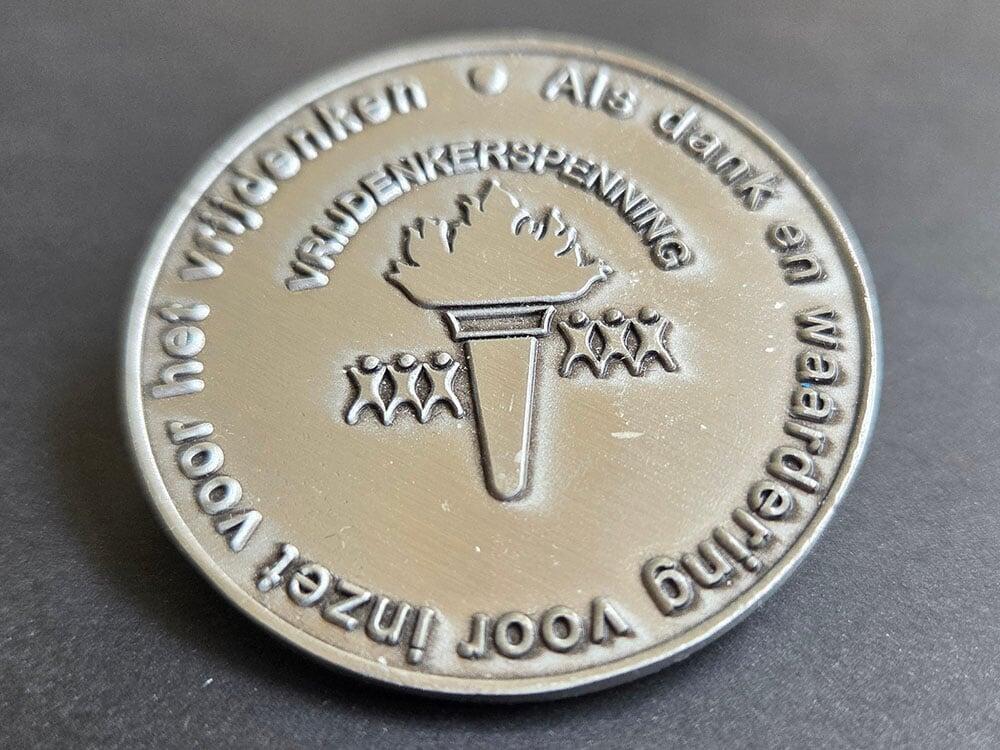 VRIJDENKERSPENNING
Als dank en waardering voor inzet voor het vrijdenken